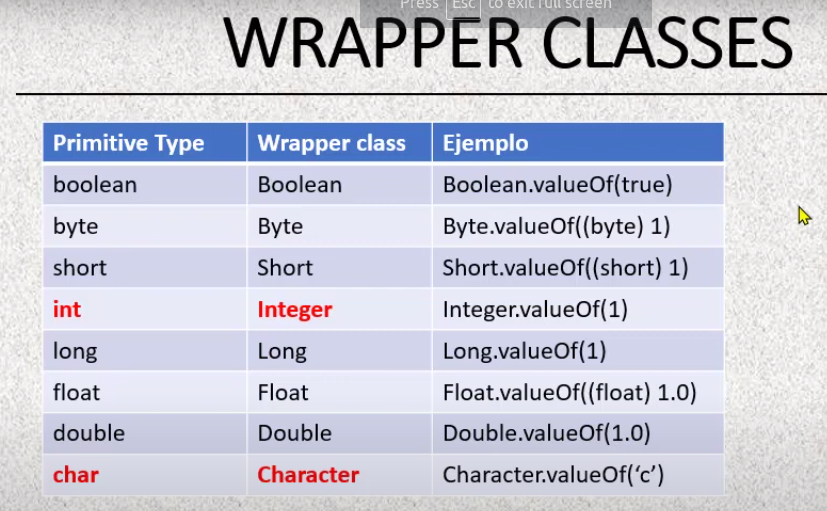 Press Esc to exit full screen
WRAPPER CLASSES
Primitive Type Wrapper class Ejemplo
boolean Boolean Boolean.valueOf(true)
byte Byte Byte.valueOf((byte) 1)
short Short Short.valueOf((short) 1)
int Integer Integer.valueOf(1)
long Long Long.valueOf(1)
float Float Float.valueOf((float) 1.0)
double Double Double.valueOf(1.0)
char Character Character.valueOf(‘c’)